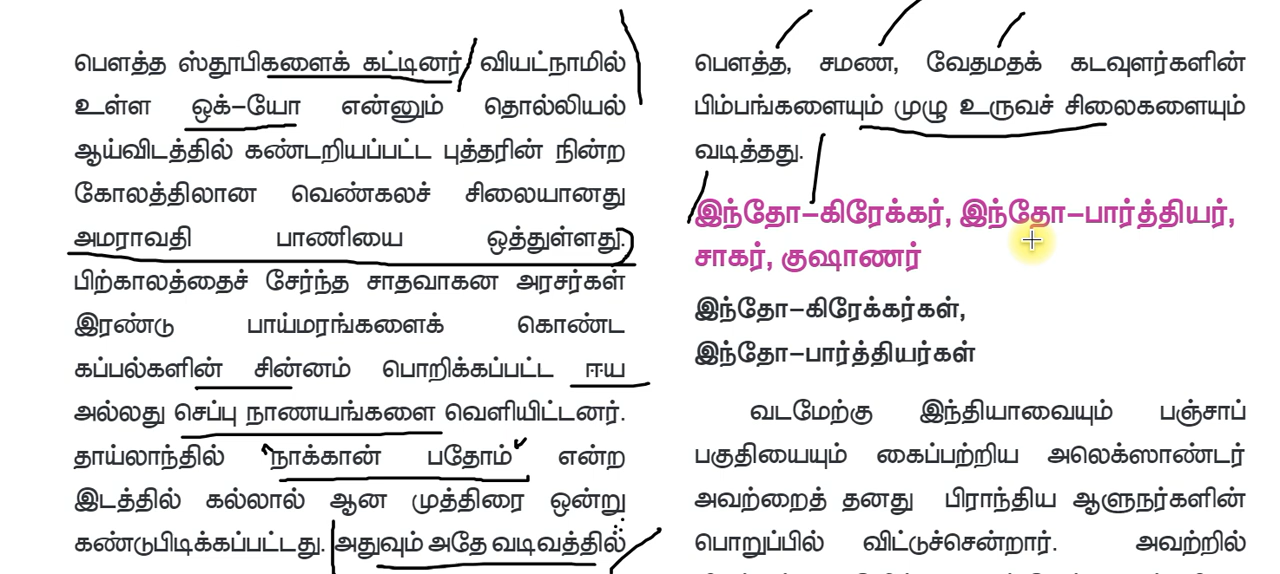 பௌத்த ஸ்தூபிகளைக் கட்டினர். வியட்நாமில்
உள்ள ஒக்–யோ என்னும் தொல்லியல்
ஆய்விடத்தில் கண்டறியப்பட்ட புத்தரின் நின்ற
கோலத்திலான வெண்கலச் சிலையானது
அமராவதி பாணியை ஒத்துள்ளது.
பிற்காலத்தைச் சேர்ந்த சாதவாகன அரசர்கள்
இரண்டு பாய்மரங்களைக் கொண்ட
கப்பல்களின் சின்னம் பொறிக்கப்பட்ட ஈய
அல்லது செப்பு நாணயங்களை வெளியிட்டனர்.
தாய்லாந்தில் நாக்கான் பதோம் என்ற
இடத்தில் கல்லால் ஆன முத்திரை ஒன்று
கண்டுபிடிக்கப்பட்டது. அதுவும் அதே வடிவத்தில்
பௌத்த, சமண, வேதமதக் கடவுளர்களின்
பிம்பங்களையும் முழு உருவச் சிலைகளையும்
வடித்தது.
இந்தோ–கிரேக்கர், இந்தோ–பார்த்தியர்,
சாகர், குஷாணர்
இந்தோ–கிரேக்கர்கள்,
இந்தோ–பார்த்தியர்கள்
வடமேற்கு இந்தியாவையும் பஞ்சாப்
பகுதியையும் கைப்பற்றிய அலெக்ஸாண்டர்
அவற்றைத் தனது பிராந்திய ஆளுநர்களின்
பொறுப்பில் விட்டுச்சென்றார். அவற்றில்